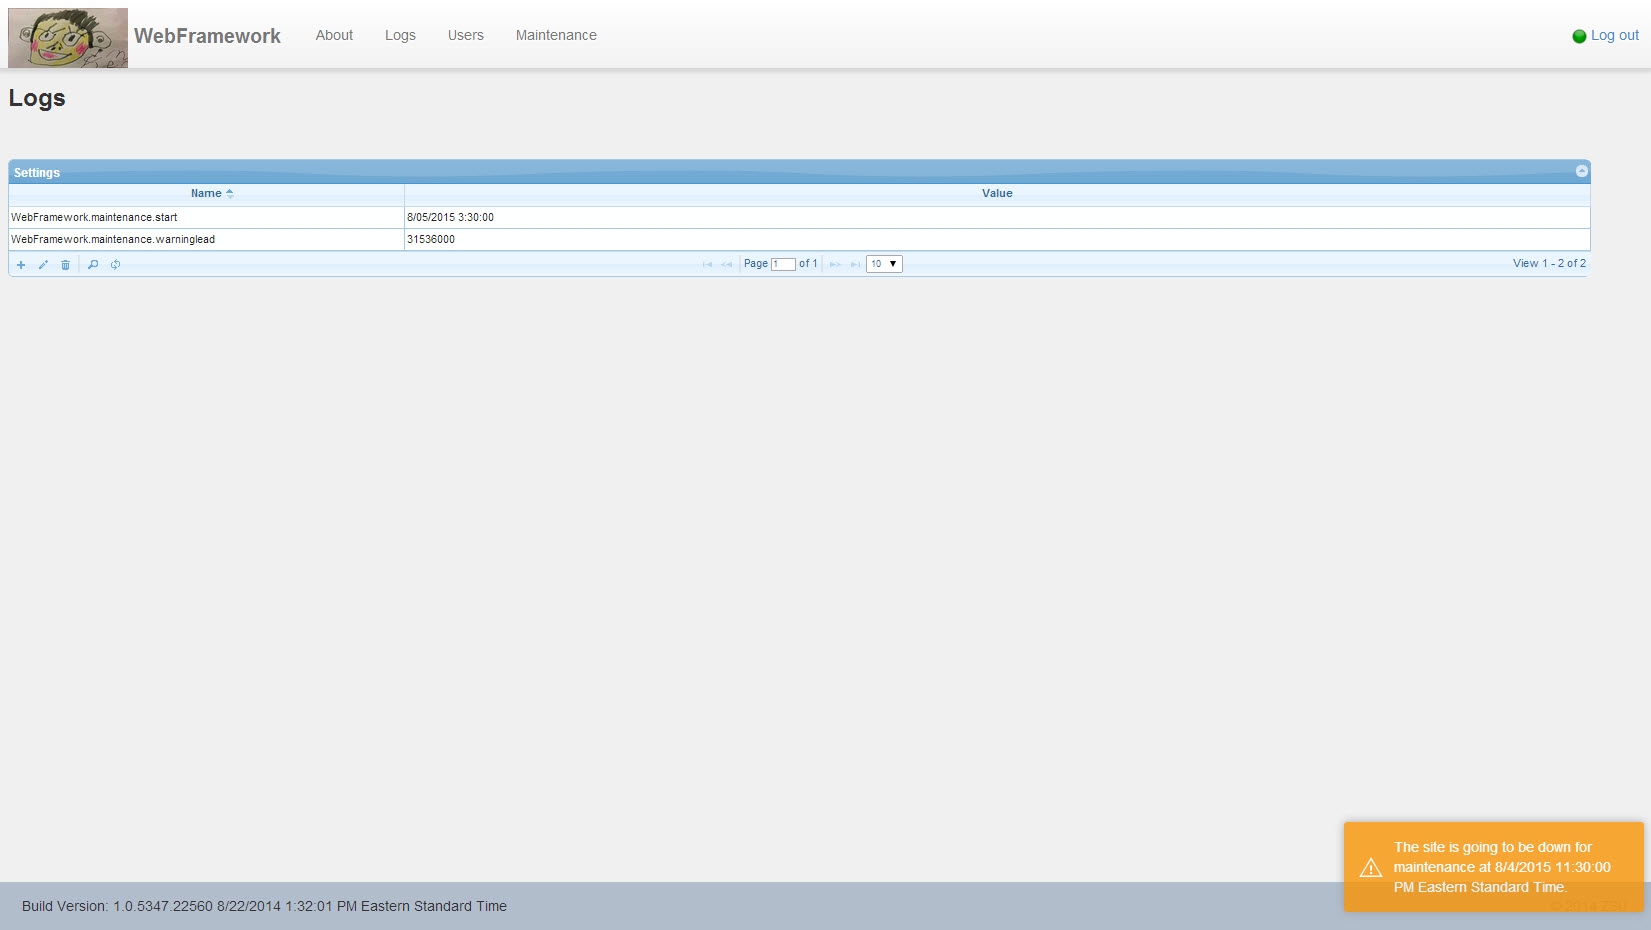 WebFramework About Logs Users Maintenance Log out
Logs
Settings
Name Value
WebFramework.maintenance.start 8/05/2015 3:30:00
WebFramework.maintenance.warninglead 31536000
Page 1 of 1 10 View 1 - 2 of 2
The site is going to be down for
maintenance at 8/4/2015 11:30:00
PM Eastern Standard Time.
Build Version: 1.0.5347.22560 8/22/2014 1:32:01 PM Eastern Standard Time
© 2014 ZSU